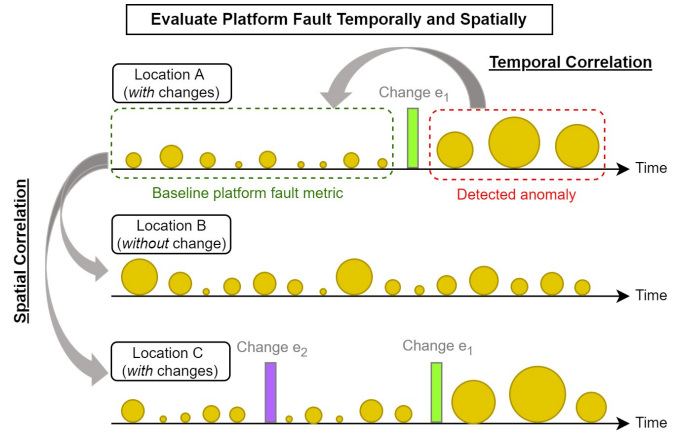 Evaluate Platform Fault Temporally and Spatially
Temporal Correlation
Location A
(with changes)
Change e1
Time
Baseline platform fault metric
Detected anomaly
Spatial Correlation
Location B
(without change)
Time
Location C
(with changes)
Change e2
Change e1
Time